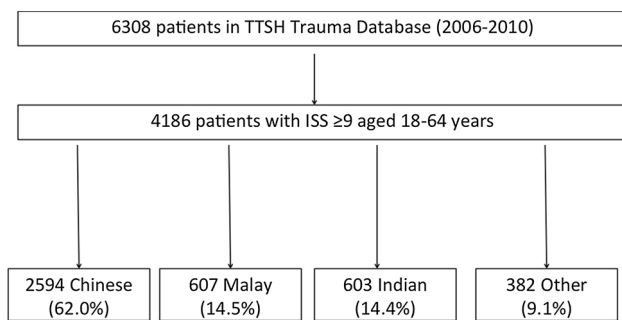 6308 patients in TTSH Trauma Database (2006-2010)
4186 patients with ISS ≥9 aged 18-64 years
2594 Chinese
(62.0%)
607 Malay
(14.5%)
603 Indian
(14.4%)
382 Other
(9.1%)